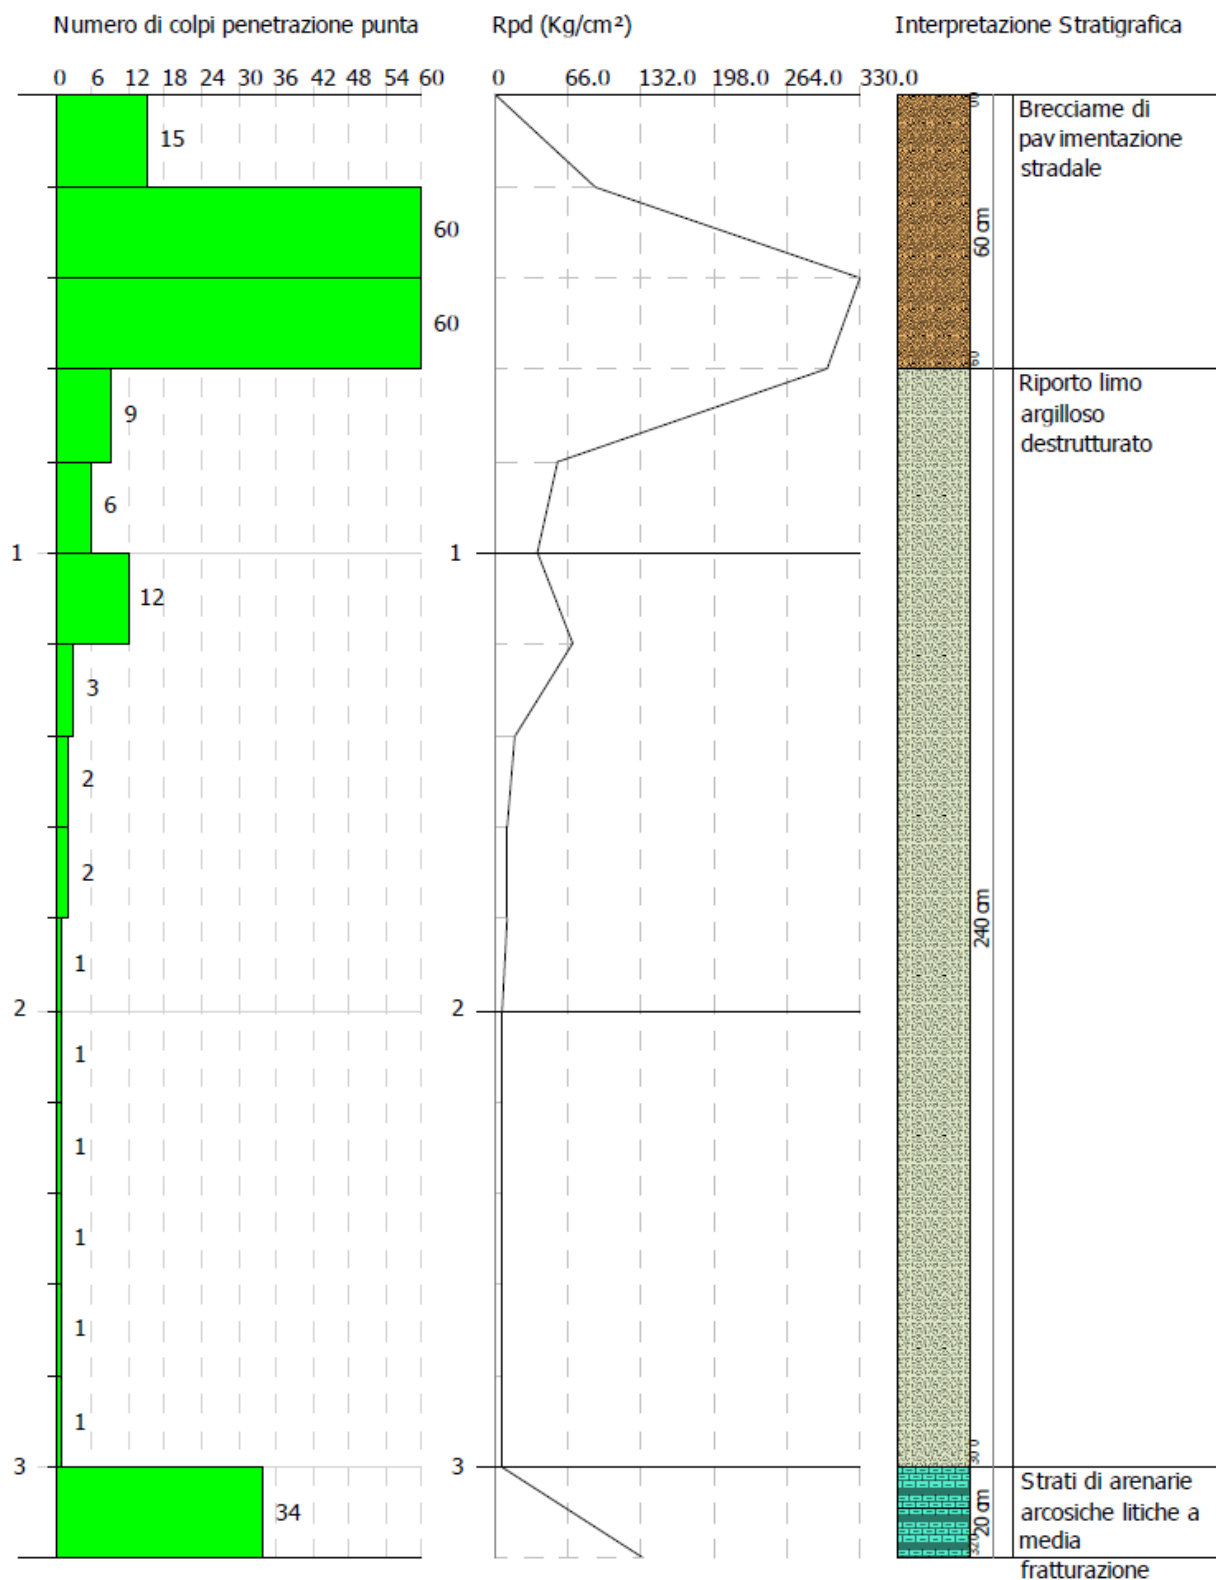 Numero di colpi penetrazione punta
Rpd (Kg/cm²)
Interpretazione Stratigrafica
0 6 12 18 24 30 36 42 48 54 60
0 66.0 132.0 198.0 264.0 330.0
15
60
60
9
6
12
3
2
2
1
1
1
1
1
1
34
1
2
3
1
2
3
60 cm
60
240 cm
300
20 cm
320
Brecciame di
pavimentazione
stradale
Riporto limo
argilloso
destrutturato
Strati di arenarie
arcosiche litiche a
media
fratturazione